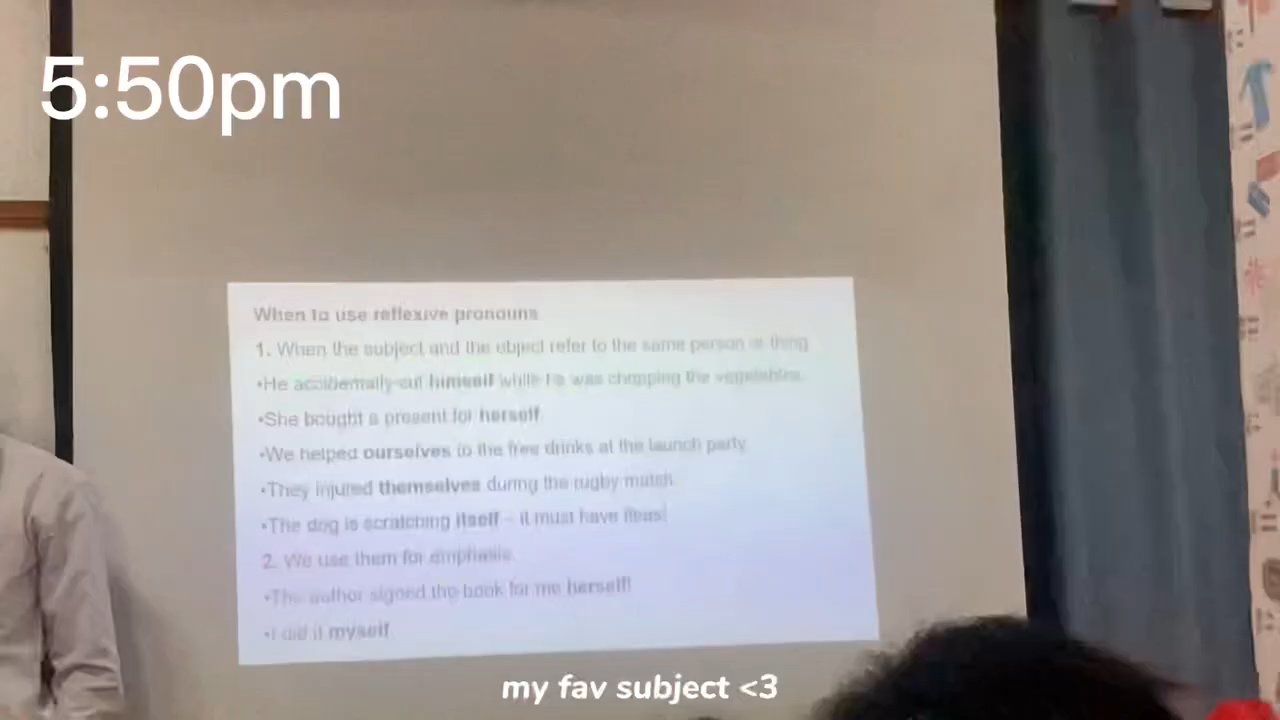 5:50pm
When to use reflexive pronouns
1. When the subject and the object refer to the same person or thing
•He accidentally cut himself while he was chopping the vegetables.
•She bought a present for herself.
•We helped ourselves to the free drinks at the launch party.
•They injured themselves during the rugby match.
•The dog is scratching itself – it must have fleas!
2. We use them for emphasis.
•The author signed the book for me herself!
•I did it myself.
my fav subject <3